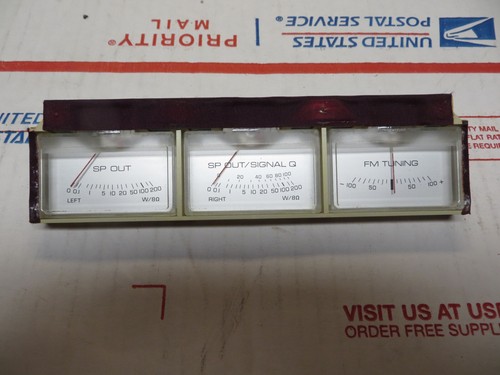 UNITED STATES
POSTAL SERVICE
PRIORITY
MAIL
UNITED
SP OUT
0 0.1 1 5 10 20 50 100 200
LEFT W/8Ω
SP OUT/SIGNAL Q
20 40 60 80 100
0 0.1 1 5 10 20 50 100 200
RIGHT W/8Ω
FM TUNING
- 100 50 50 100 +
VISIT US AT USP
ORDER FREE SUPPL